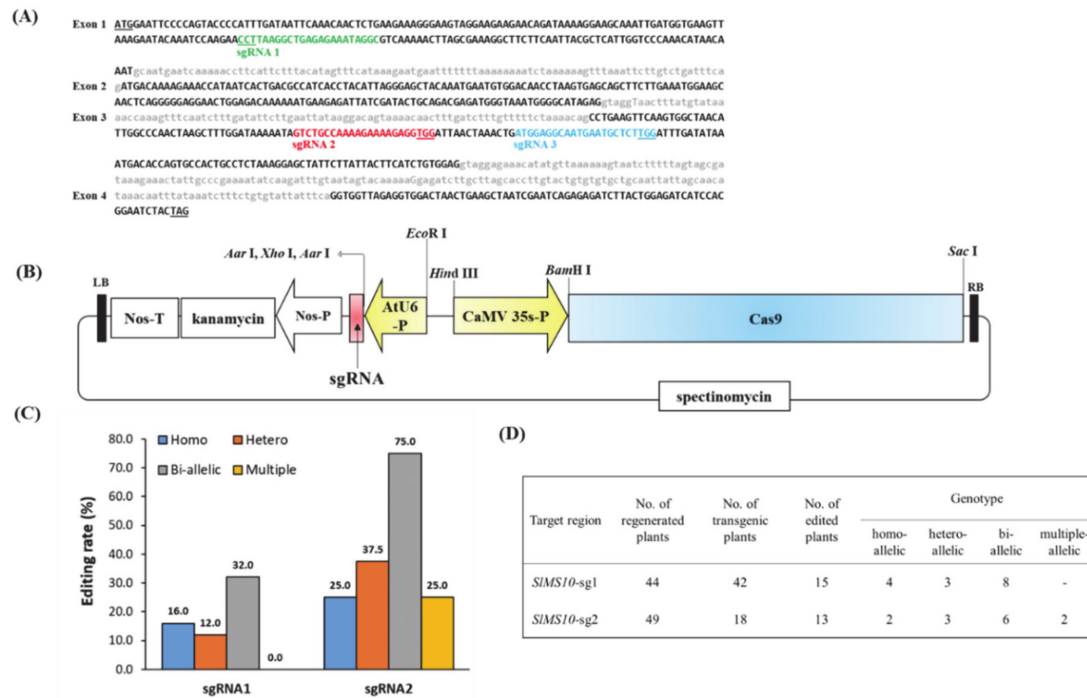 (A)
Exon 1 ATGGAATTCCCCAGTACCCCATTTGATAATTCAAACAACTCTGAAGAAAGGGAAGTAGGAAGAAGAACAGATAAAAGGAAGCAAATTGATGGTGAAGTT
AAAGAATACAAATCCAAGAACCTTAAGGCTGAGAGAAATAGGCGTCAAAAACTTAGCGAAAGGCTTCTTCAATTACGCTCATTGGTCCCAAACATAACA
sgRNA 1
AATgcaatgaatcaaaaaccttcattctttacatagtttcataaagaatgaatttttttaaaaaaaatctaaaaaagtttaaattcttgtctgatttca
Exon 2 gATGACAAAAGAAACCATAATCACTGACGCCATCACCTACATTAGGGAGCTACAAATGAATGTGGACAACCTAAGTGAGCAGCTTCTTGAAATGGAAGC
AACTCAGGGGGAGGAACTGGAGACAAAAAATGAAGAGATTATCGATACTGCAGACGAGATGGGTAAATGGGGCATAGAGgtaggTaactttatgtataa
Exon 3 aaccaaatctttgatattcttgaattataaggacagtaaaacaactttgatctctttttgtctctaaaacagCCTGAAGTTCAAGTGGCTAACA
TTGGCCCAACTAAGCTTTGGATAAAAATAGTCTGCCAAAAGAAAAGAGGTGGATTAACTAAACTGATGGAGGCAATGAATGCTCTTGGATTTGATATAA
sgRNA 2 sgRNA 3
ATGACACCAGTGCCACTGCCTCTAAAGGAGCTATTCTTATTACTTCATCTGTGGAGgtaggagaaacatatgttaaaaaagtaatctttttagtagcga
taaagaaactattgcccgaaaatatcaagatttgtaatagtacaaaaaGgagatcttgcttagcaccttgtactgtgtgtgctgcaattattagcaaca
Exon 4 taaacaatttataaatctttctgtgtattatttcaGGTGGTTAGAGGTGGACTAACTGAAGCTAATCGAATCAGAGAGATCTTACTGGAGATCATCCAC
GGAATCTACTAG
(B)
Aar I, Xho I, Aar I
EcoR I
Hind III
BamH I
Sac I
LB
RB
Nos-T
kanamycin
Nos-P
AtU6
-P
CaMV 35s-P
Cas9
sgRNA
spectinomycin
(C)
Editing rate (%)
80.0
70.0
60.0
50.0
40.0
30.0
20.0
10.0
0.0
Homo Hetero
Bi-allelic Multiple
16.0
12.0
32.0
0.0
25.0
37.5
75.0
25.0
sgRNA1 sgRNA2
(D)
Target region
No. of
regenerated
plants
No. of
transgenic
plants
No. of
edited
plants
Genotype
homo-
allelic
hetero-
allelic
bi-
allelic
multiple-
allelic
SlMS10-sg1 44 42 15 4 3 8 -
SlMS10-sg2 49 18 13 2 3 6 2